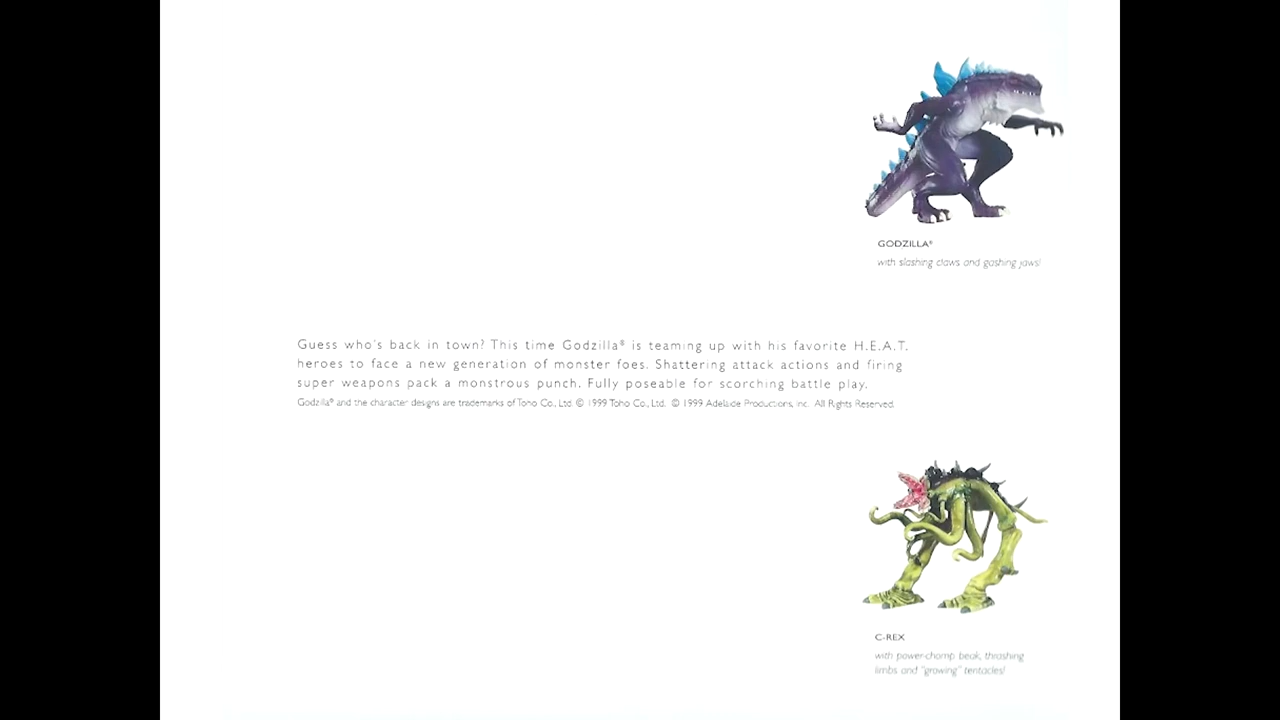 GODZILLA®
with slashing claws and gashing jaws!
Guess who's back in town? This time Godzilla® is teaming up with his favorite H.E.A.T.
heroes to face a new generation of monster foes. Shattering attack actions and firing
super weapons pack a monstrous punch. Fully poseable for scorching battle play.
Godzilla® and the character designs are trademarks of Toho Co., Ltd. © 1999 Toho Co., Ltd. © 1999 Adelaide Productions, Inc. All Rights Reserved.
C-REX
with power-chomp beak, thrashing
limbs and "growing" tentacles!